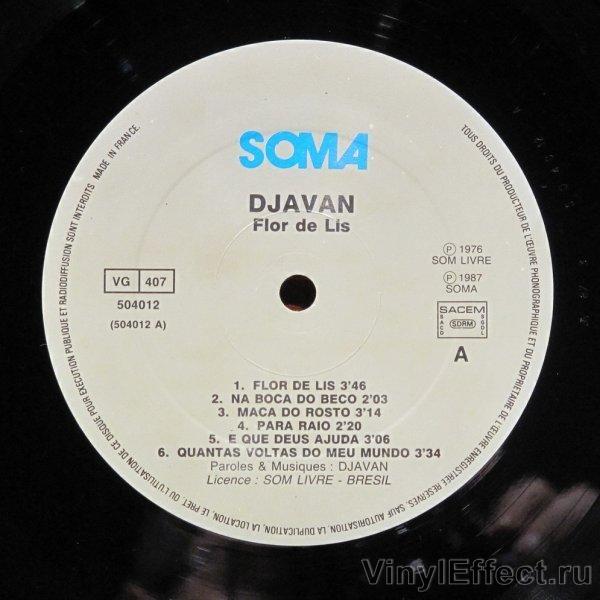 SOMA
DJAVAN
Flor de Lis
VG 407
504012
(504012 A)
Ⓟ 1976
SOM LIVRE
Ⓟ 1987
SOMA
SACEM
SACD
SDRM
SGDL
A
1. FLOR DE LIS 3'46
2. NA BOCA DO BECO 2'03
3. MACA DO ROSTO 3'14
4. PARA RAIO 2'20
5. E QUE DEUS AJUDA 3'06
6. QUANTAS VOLTAS DO MEU MUNDO 3'34
Paroles & Musiques : DJAVAN
Licence : SOM LIVRE - BRESIL
TOUS DROITS DU PRODUCTEUR DE L'ŒUVRE PHONOGRAPHIQUE ET DU PROPRIETAIRE DE L'ŒUVRE ENREGISTREE RESERVES. SAUF AUTORISATION, LA DUPLICATION, LA LOCATION, LE PRET, OU L'UTILISATION DE CE DISQUE POUR EXECUTION PUBLIQUE ET RADIODIFFUSION SONT INTERDITS MADE IN FRANCE.
VinylEffect.ru